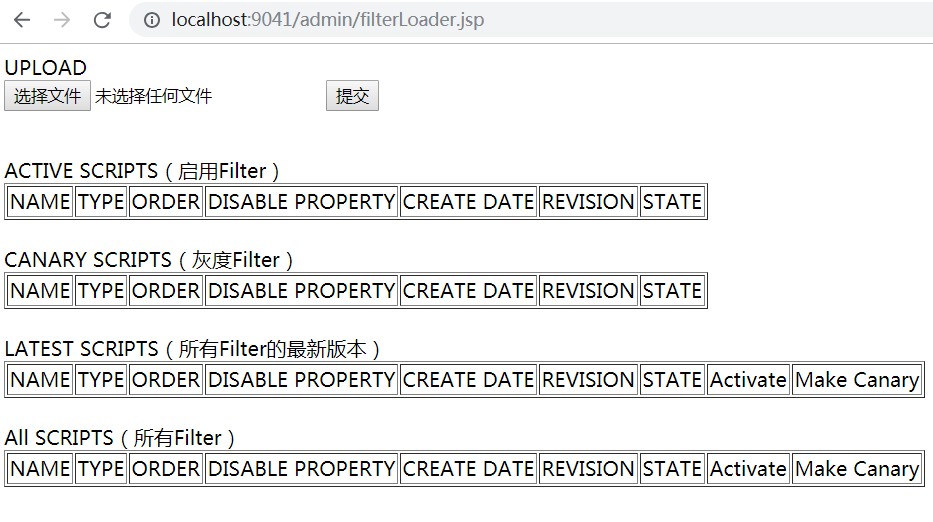 localhost:9041/admin/filterLoader.jsp
UPLOAD
选择文件 未选择任何文件 提交
ACTIVE SCRIPTS（启用Filter）
NAME TYPE ORDER DISABLE PROPERTY CREATE DATE REVISION STATE
CANARY SCRIPTS（灰度Filter）
NAME TYPE ORDER DISABLE PROPERTY CREATE DATE REVISION STATE
LATEST SCRIPTS（所有Filter的最新版本）
NAME TYPE ORDER DISABLE PROPERTY CREATE DATE REVISION STATE Activate Make Canary
All SCRIPTS（所有Filter）
NAME TYPE ORDER DISABLE PROPERTY CREATE DATE REVISION STATE Activate Make Canary